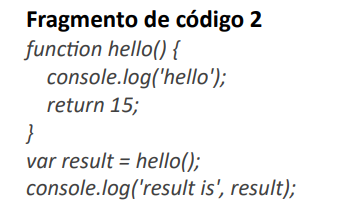 Fragmento de código 2
function hello() {
    console.log('hello');
    return 15;
}
var result = hello();
console.log('result is', result);